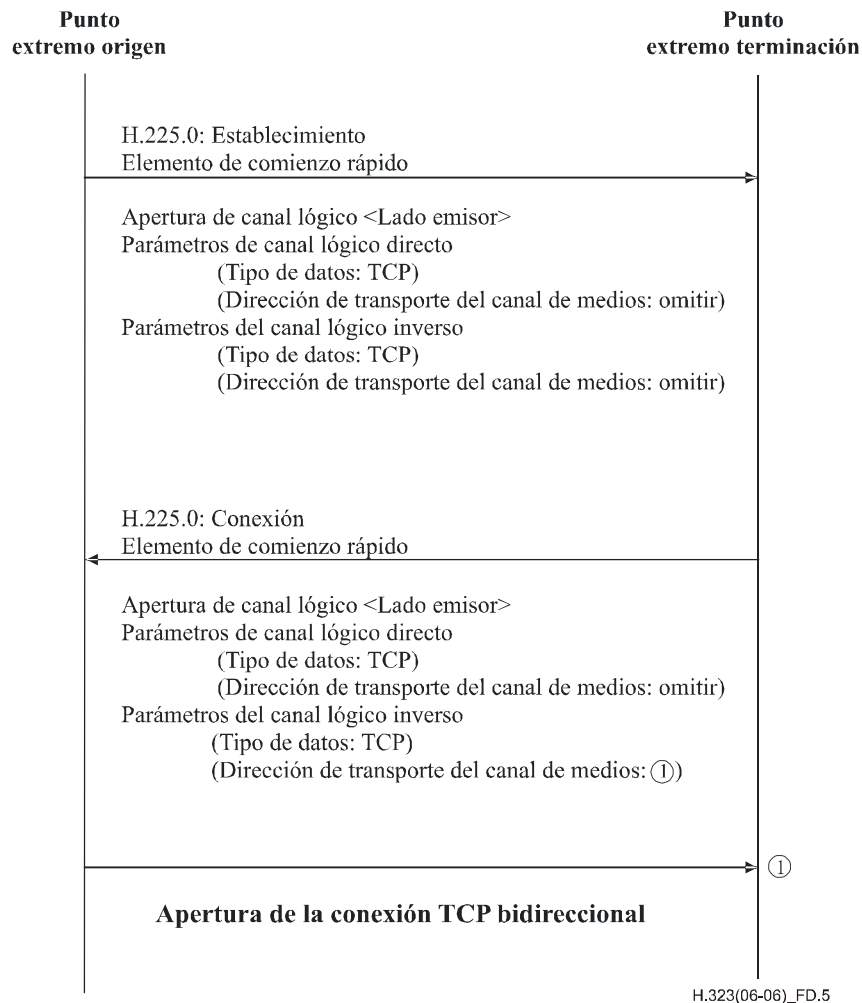 Punto
extremo origen
Punto
extremo terminación
H.225.0: Establecimiento
Elemento de comienzo rápido
Apertura de canal lógico <Lado emisor>
Parámetros de canal lógico directo
(Tipo de datos: TCP)
(Dirección de transporte del canal de medios: omitir)
Parámetros del canal lógico inverso
(Tipo de datos: TCP)
(Dirección de transporte del canal de medios: omitir)
H.225.0: Conexión
Elemento de comienzo rápido
Apertura de canal lógico <Lado emisor>
Parámetros de canal lógico directo
(Tipo de datos: TCP)
(Dirección de transporte del canal de medios: omitir)
Parámetros del canal lógico inverso
(Tipo de datos: TCP)
(Dirección de transporte del canal de medios: ①)
①
Apertura de la conexión TCP bidireccional
H.323(06-06)_FD.5